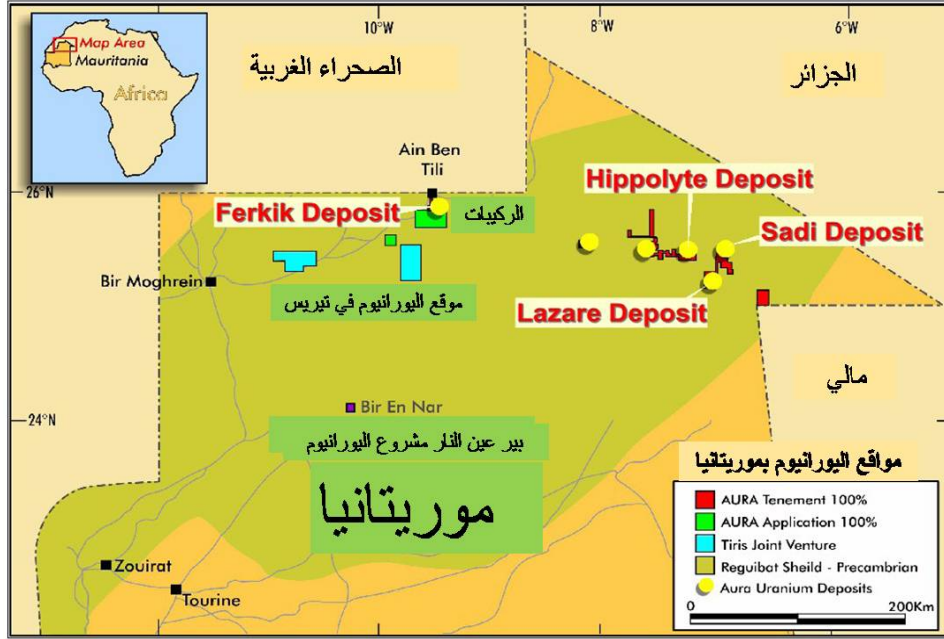 10°W
8°W
6°W
Map Area
Mauritania
Africa
الصحراء الغربية
الجزائر
Ain Ben
Tili
26°N
Hippolyte Deposit
Ferkik Deposit
الركيبات
Sadi Deposit
Bir Moghrein
موقع اليورانيوم في تيريس
Lazare Deposit
مالي
24°N
Bir En Nar
بير عين النار مشروع اليورانيوم
موريتانيا
مواقع اليورانيوم بموريتانيا
AURA Tenement 100%
AURA Application 100%
Tiris Joint Venture
Reguibat Sheild - Precambrian
Aura Uranium Deposits
0
200Km
Zouirat
Tourine